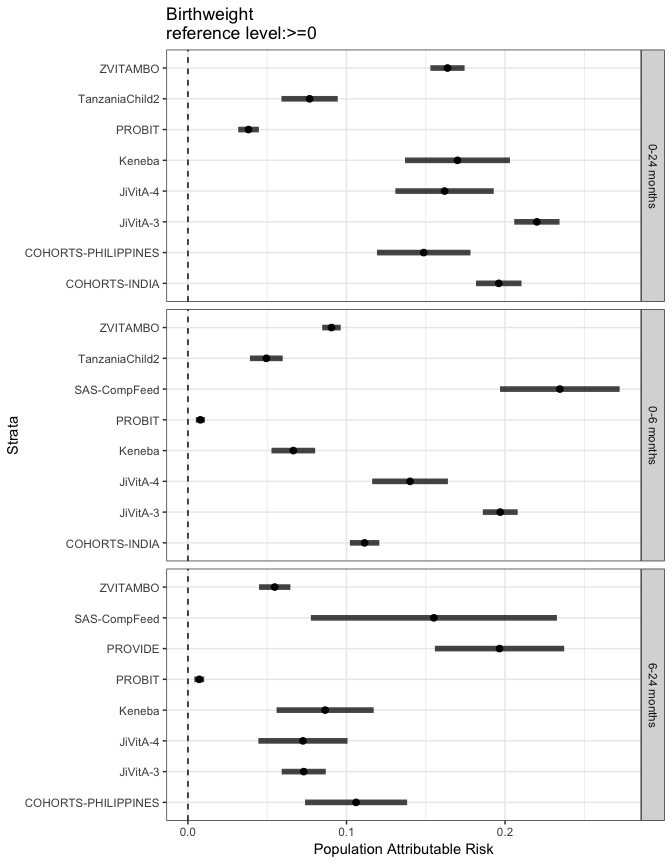 Birthweight
reference level:>=0
ZVITAMBO
TanzaniaChild2
PROBIT
Keneba
JiVitA-4
JiVitA-3
COHORTS-PHILIPPINES
COHORTS-INDIA
0-24 months
ZVITAMBO
TanzaniaChild2
SAS-CompFeed
PROBIT
Keneba
JiVitA-4
JiVitA-3
COHORTS-INDIA
0-6 months
ZVITAMBO
SAS-CompFeed
PROVIDE
PROBIT
Keneba
JiVitA-4
JiVitA-3
COHORTS-PHILIPPINES
6-24 months
Strata
0.0 0.1 0.2
Population Attributable Risk